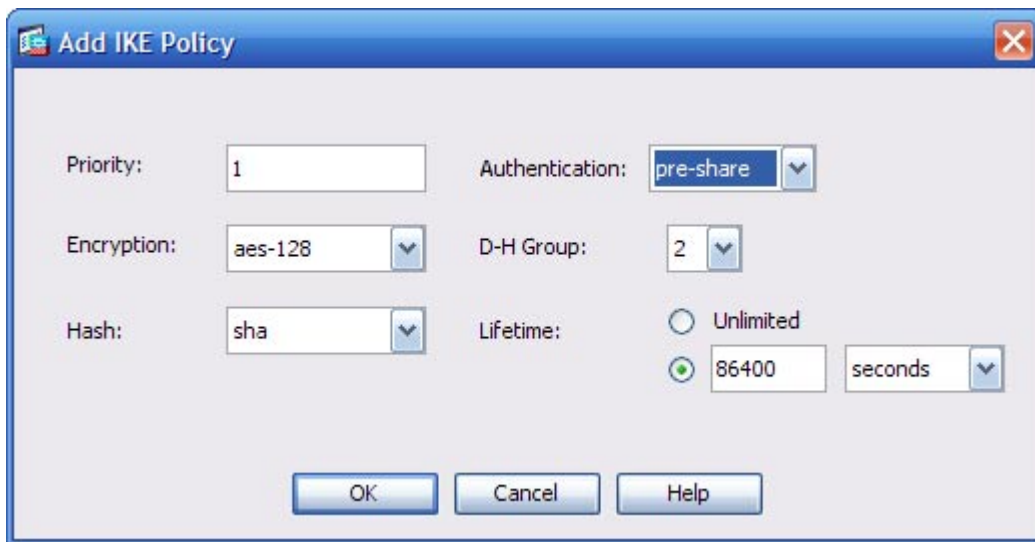 Add IKE Policy
Priority: 1
Authentication: pre-share
Encryption: aes-128
D-H Group: 2
Hash: sha
Lifetime: Unlimited
86400 seconds
OK Cancel Help